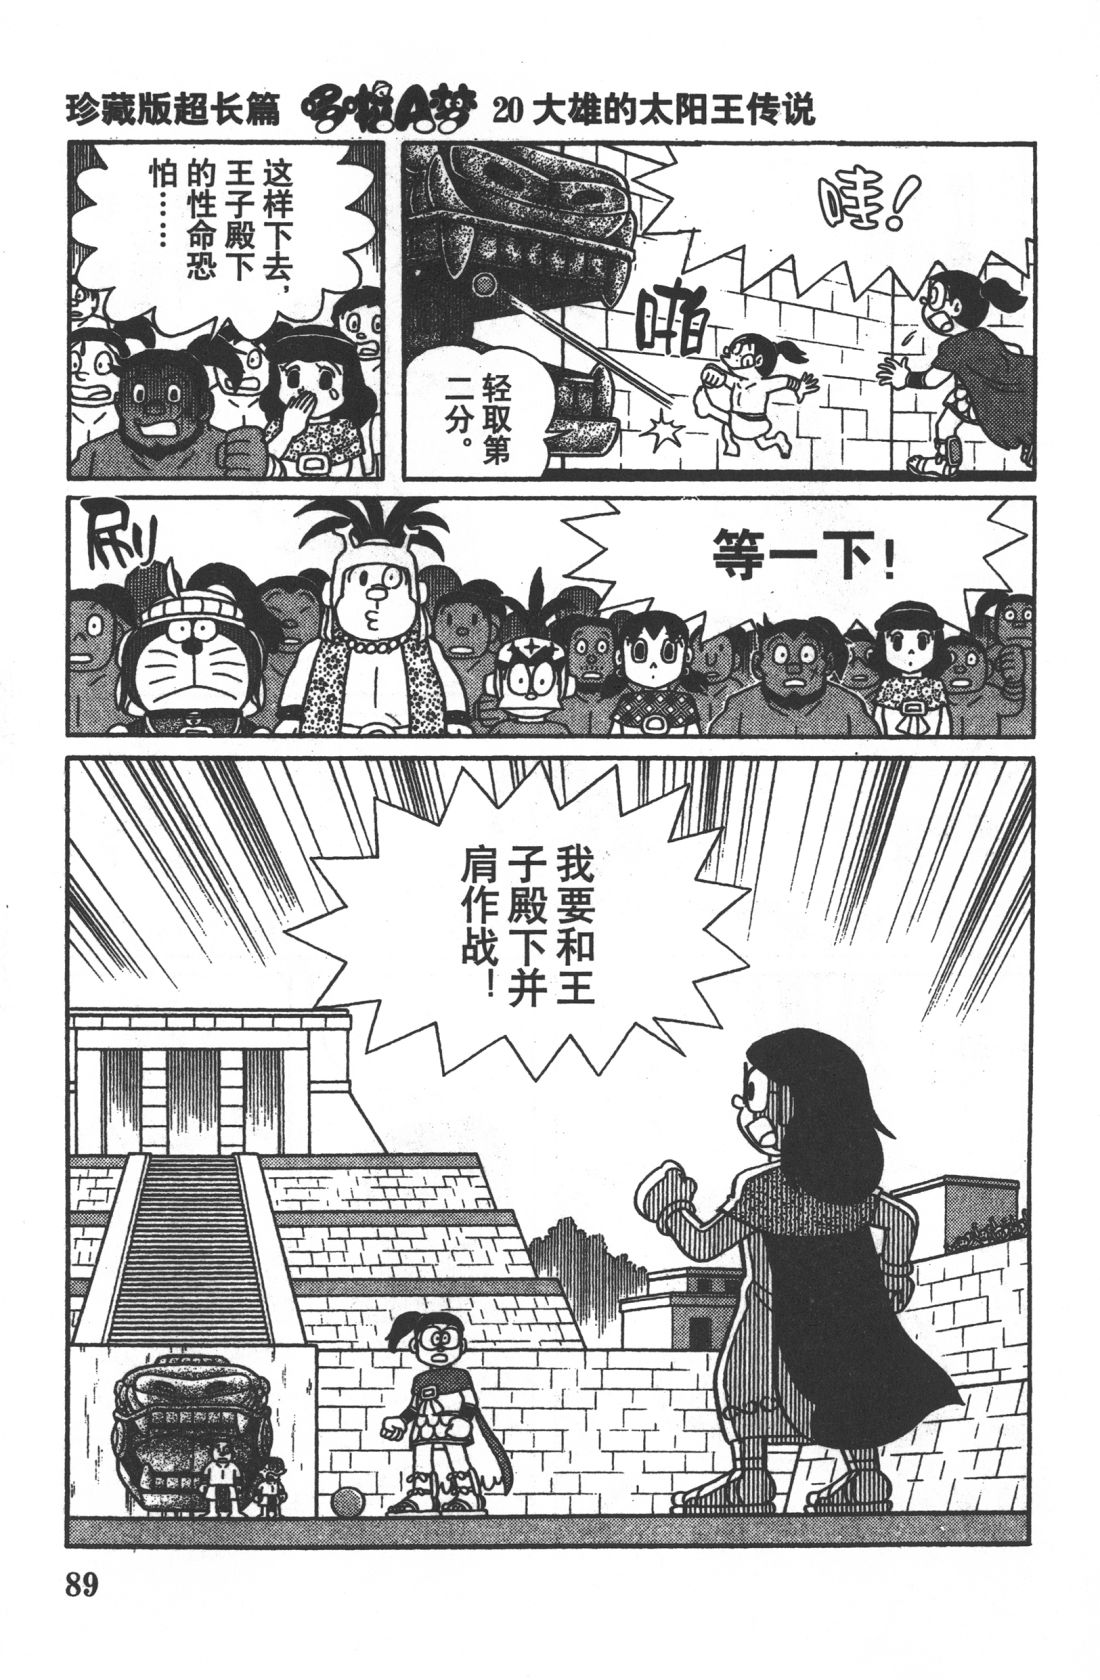 珍藏版超长篇 哆啦A梦 20 大雄的太阳王传说
哇！
啪
轻取第
二分。
这样下去，
王子殿下
的性命恐
怕……
等一下！
刷
我要和王
子殿下并
肩作战！
89